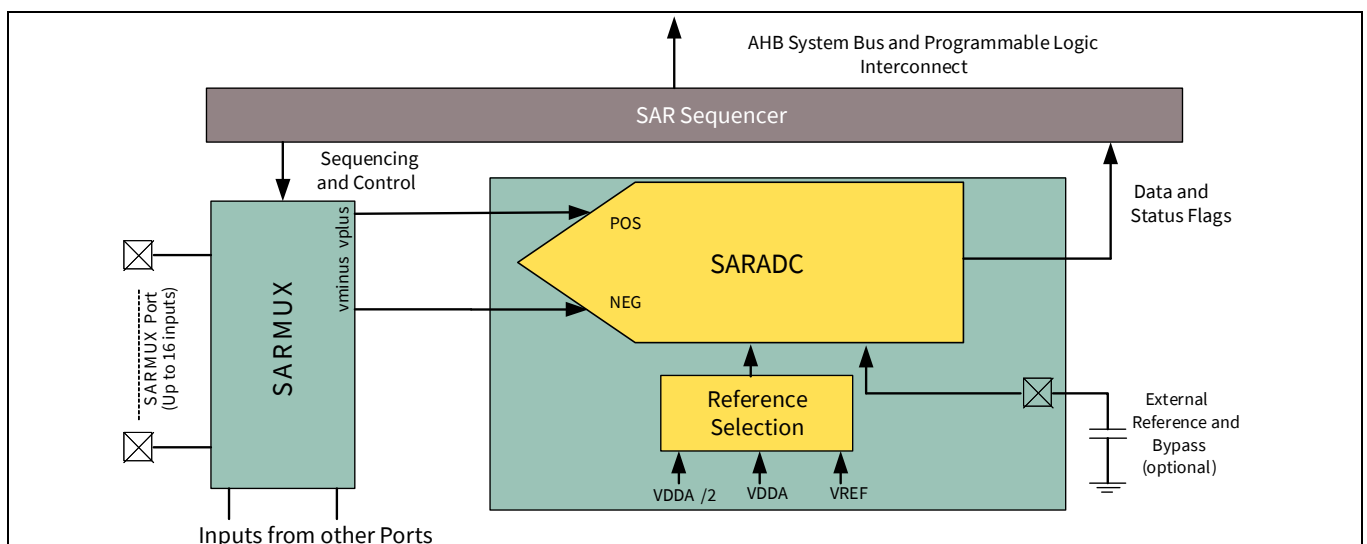 AHB System Bus and Programmable Logic
Interconnect
SAR Sequencer
Sequencing
and Control
Data and
Status Flags
vminus vplus
POS
SARADC
NEG
SARMUX
SARMUX Port
(Up to 16 inputs)
Reference
Selection
External
Reference and
Bypass
(optional)
VDDA /2
VDDA
VREF
Inputs from other Ports